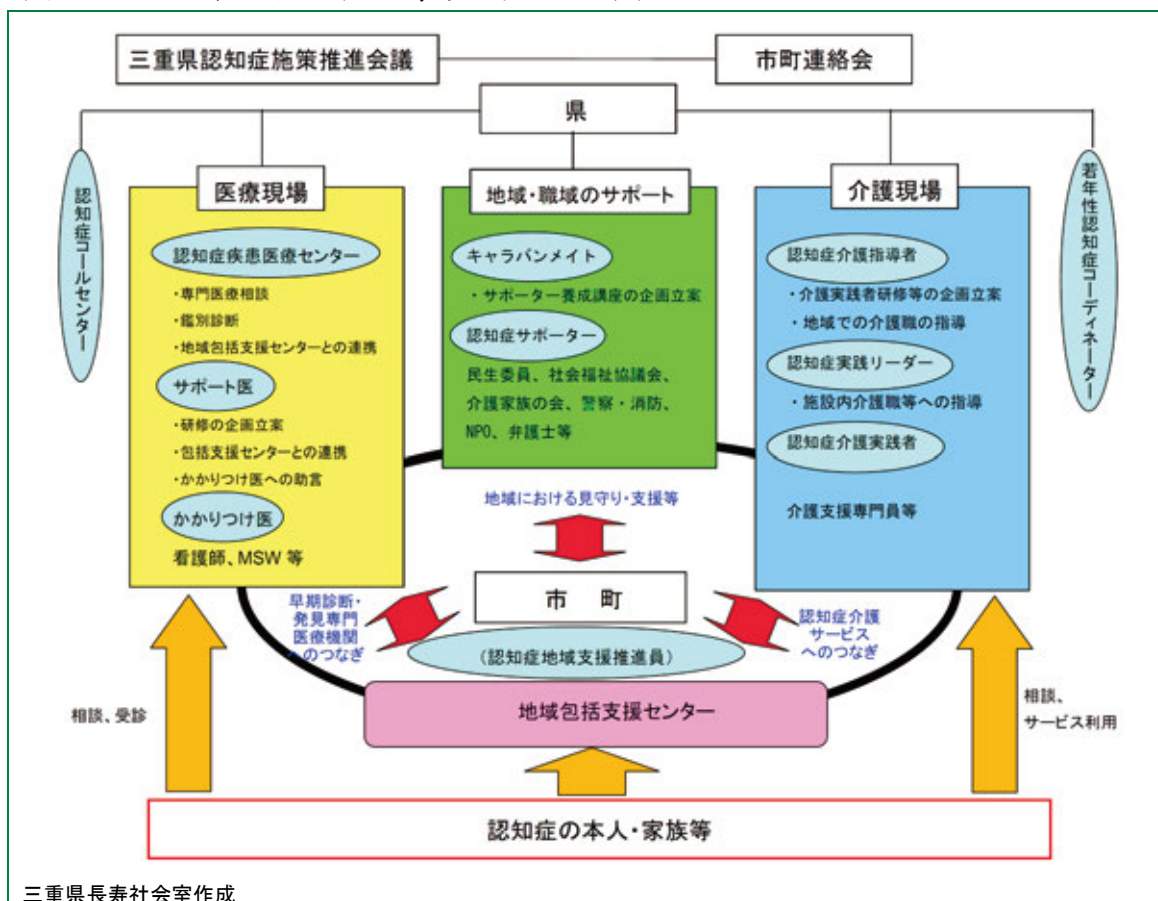 三重県認知症施策推進会議
市町連絡会
県
認知症コールセンター
若年性認知症コーディネーター
医療現場
認知症疾患医療センター
・専門医療相談
・鑑別診断
・地域包括支援センターとの連携
サポート医
・研修の企画立案
・包括支援センターとの連携
・かかりつけ医への助言
かかりつけ医
看護師、MSW 等
地域・職域のサポート
キャラバンメイト
・サポーター養成講座の企画立案
認知症サポーター
民生委員、社会福祉協議会、
介護家族の会、警察・消防、
NPO、弁護士等
介護現場
認知症介護指導者
・介護実践者研修等の企画立案
・地域での介護職の指導
認知症実践リーダー
・施設内介護職等への指導
認知症介護実践者
介護支援専門員等
地域における見守り・支援等
早期診断・
発見専門
医療機関
へのつなぎ
市 町
(認知症地域支援推進員)
認知症介護
サービス
へのつなぎ
地域包括支援センター
相談、受診
相談、
サービス利用
認知症の本人・家族等
三重県長寿社会室作成